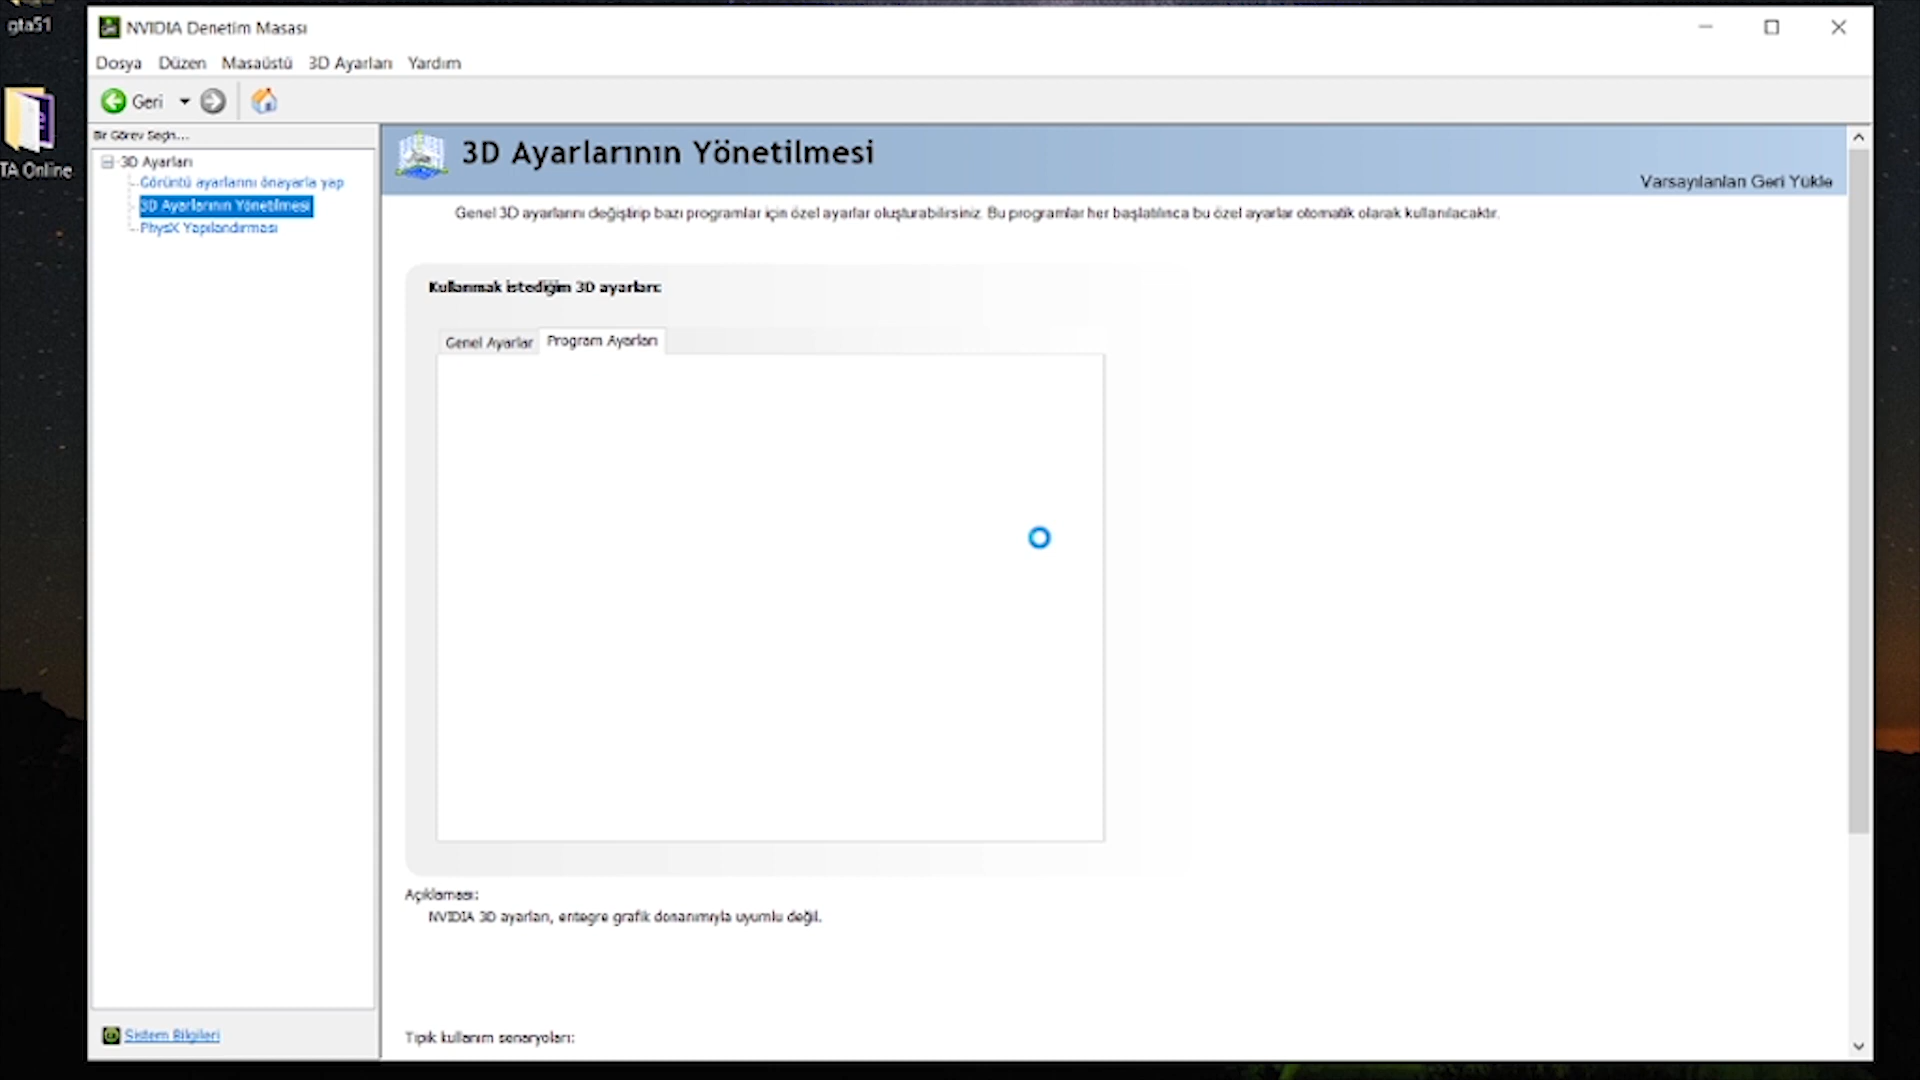 gta51
TA Online
NVIDIA Denetim Masası
Dosya Düzen Masaüstü 3D Ayarları Yardım
Geri
Bir Görev Seçin...
3D Ayarları
Görüntü ayarlarını önayarla yap
3D Ayarlarının Yönetilmesi
PhysX Yapılandırması
Sistem Bilgileri
3D Ayarlarının Yönetilmesi
Varsayılanları Geri Yükle
Genel 3D ayarlarını değiştirip bazı programlar için özel ayarlar oluşturabilirsiniz. Bu programlar her başlatılınca bu özel ayarlar otomatik olarak kullanılacaktır.
Kullanmak istediğim 3D ayarları:
Genel Ayarlar Program Ayarları
Açıklaması:
NVIDIA 3D ayarları, entegre grafik donanımıyla uyumlu değil.
Tipik kullanım senaryoları: